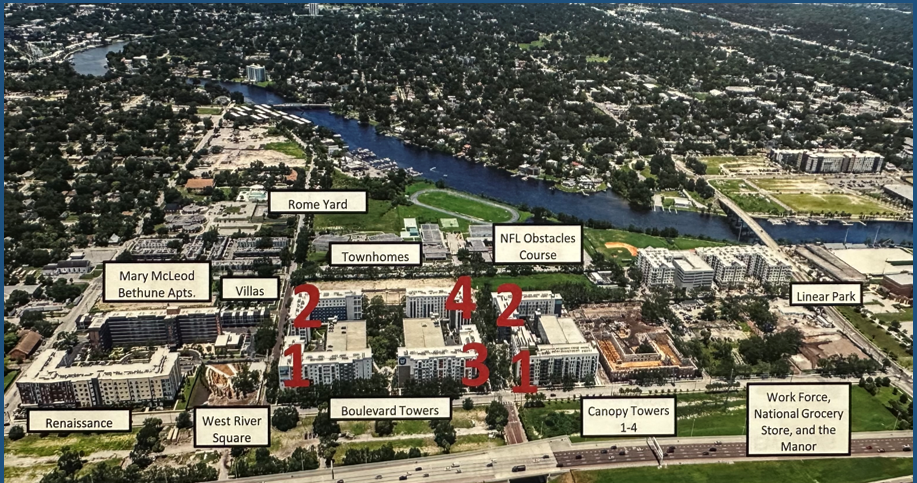 Rome Yard
NFL Obstacles
Course
Townhomes
Mary McLeod
Bethune Apts.
Villas
Linear Park
2
4
2
1
3
1
Renaissance
West River
Square
Boulevard Towers
Canopy Towers
1-4
Work Force,
National Grocery
Store, and the
Manor